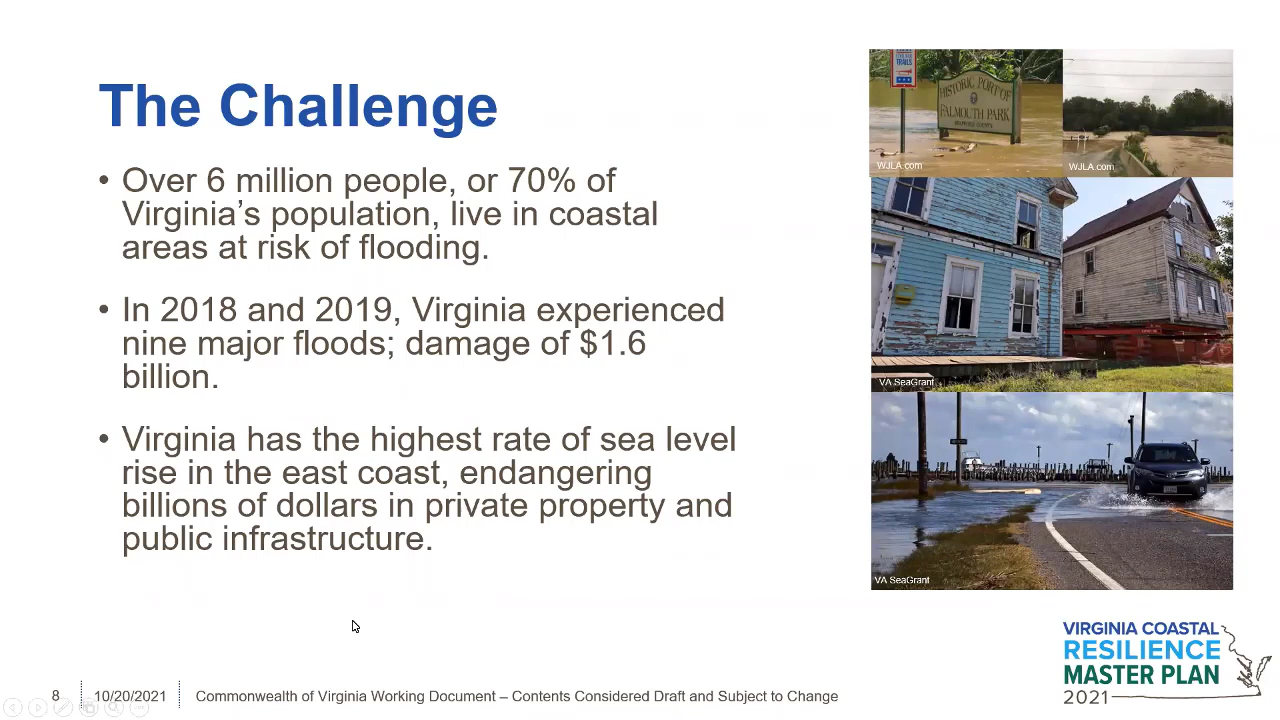 The Challenge
• Over 6 million people, or 70% of
Virginia's population, live in coastal
areas at risk of flooding.
• In 2018 and 2019, Virginia experienced
nine major floods; damage of $1.6
billion.
• Virginia has the highest rate of sea level
rise in the east coast, endangering
billions of dollars in private property and
public infrastructure.
TRAILS
HISTORIC PORT OF
FALMOUTH PARK
WJLA.com
WJLA.com
VA SeaGrant
VA SeaGrant
VIRGINIA COASTAL
RESILIENCE
MASTER PLAN
2021
8 10/20/2021 Commonwealth of Virginia Working Document – Contents Considered Draft and Subject to Change